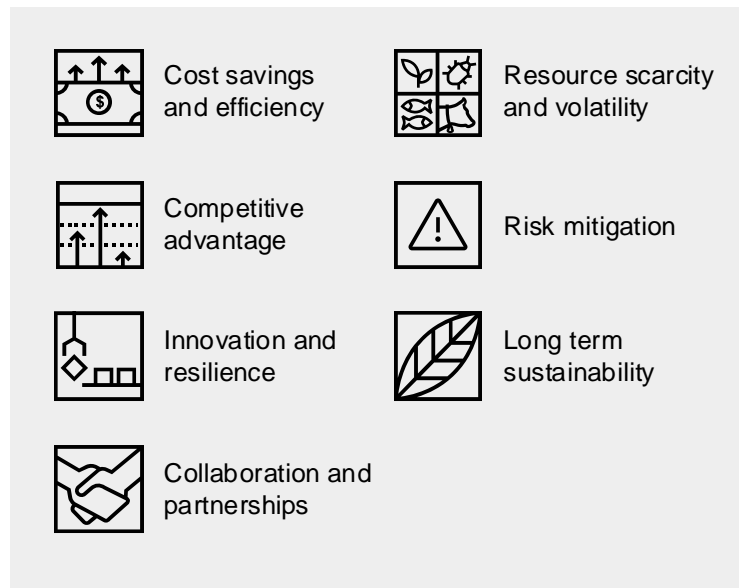 Cost savings
and efficiency
Resource scarcity
and volatility
Competitive
advantage
Risk mitigation
Innovation and
resilience
Long term
sustainability
Collaboration and
partnerships
$
!